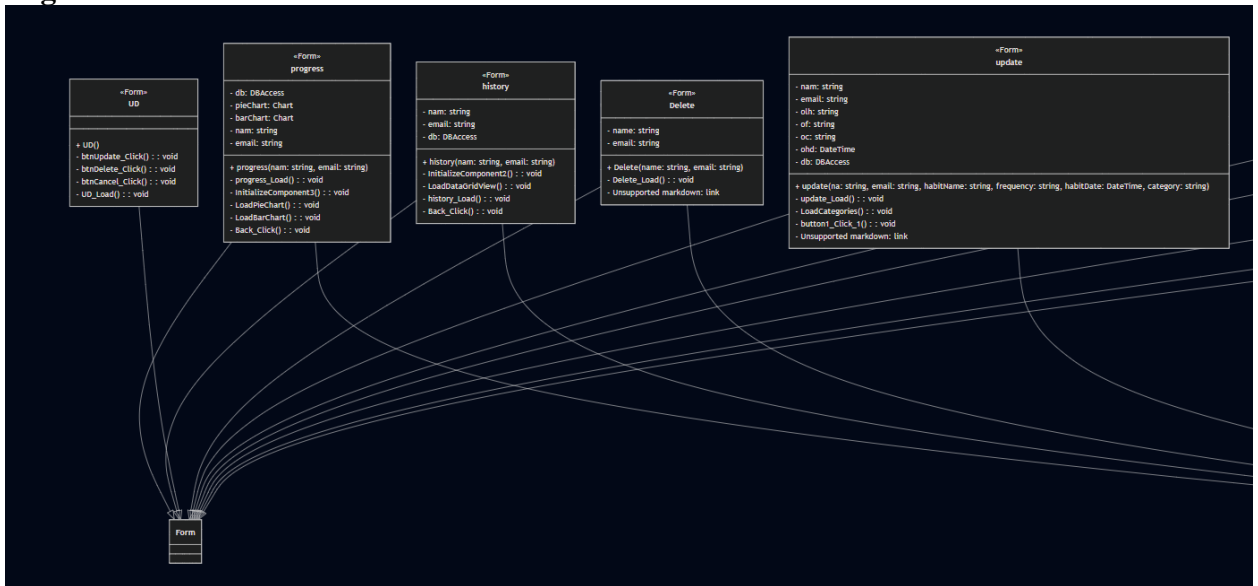 «Form»
UD
+ UD()
- btnUpdate_Click() : : void
- btnDelete_Click() : : void
- btnCancel_Click() : : void
- UD_Load() : : void
«Form»
progress
- db: DBAccess
- pieChart: Chart
- barChart: Chart
- nam: string
- email: string
+ progress(nam: string, email: string)
- progress_Load() : : void
- InitializeComponent3() : : void
- LoadPieChart() : : void
- LoadBarChart() : : void
- Back_Click() : : void
«Form»
history
- nam: string
- email: string
- db: DBAccess
+ history(nam: string, email: string)
- InitializeComponent2() : : void
- LoadDataGridView() : : void
- history_Load() : : void
- Back_Click() : : void
«Form»
Delete
- name: string
- email: string
+ Delete(name: string, email: string)
- Delete_Load() : : void
- Unsupported markdown: link
«Form»
update
- nam: string
- email: string
- olh: string
- of: string
- oc: string
- ohd: DateTime
- db: DBAccess
+ update(na: string, email: string, habitName: string, frequency: string, habitDate: DateTime, category: string)
- update_Load() : : void
- LoadCategories() : : void
- button1_Click_1() : : void
- Unsupported markdown: link
Form